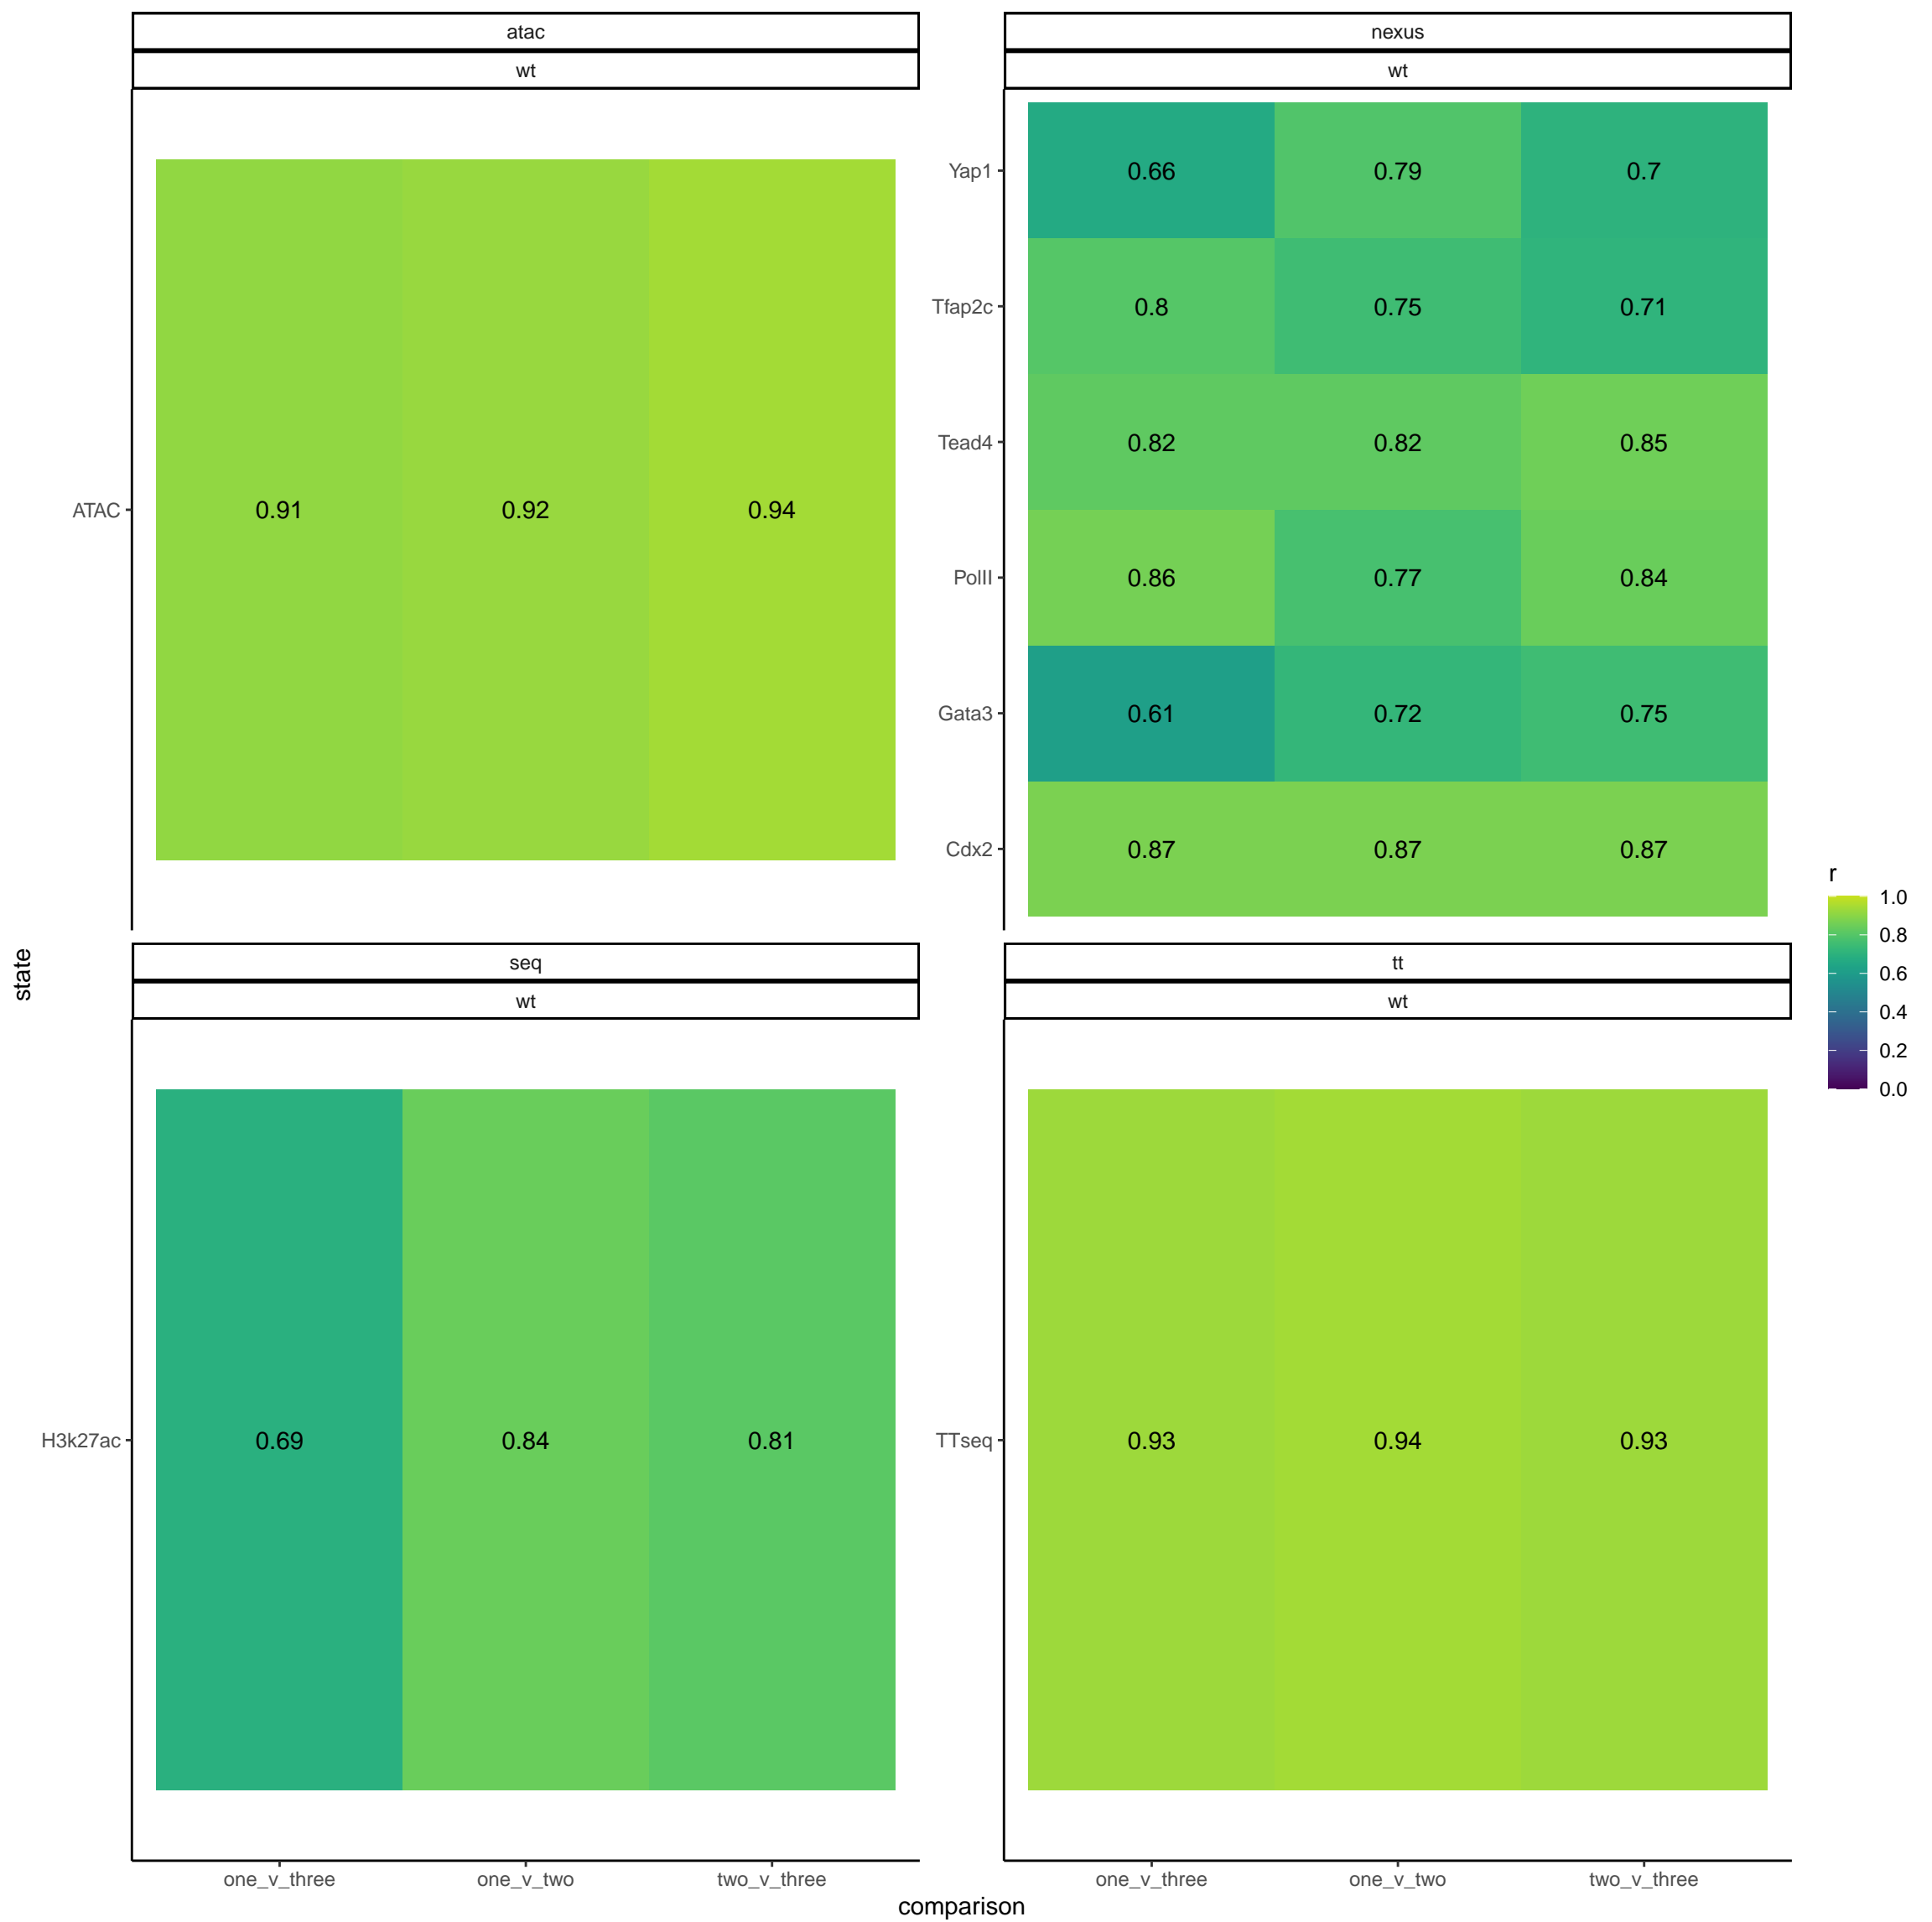 atac
wt
ATAC
0.91 0.92 0.94
nexus
wt
Yap1 0.66 0.79 0.7
Tfap2c 0.8 0.75 0.71
Tead4 0.82 0.82 0.85
PolII 0.86 0.77 0.84
Gata3 0.61 0.72 0.75
Cdx2 0.87 0.87 0.87
state
seq
wt
H3k27ac 0.69 0.84 0.81
one_v_three one_v_two two_v_three
tt
wt
TTseq 0.93 0.94 0.93
one_v_three one_v_two two_v_three
comparison
r
1.0
0.8
0.6
0.4
0.2
0.0